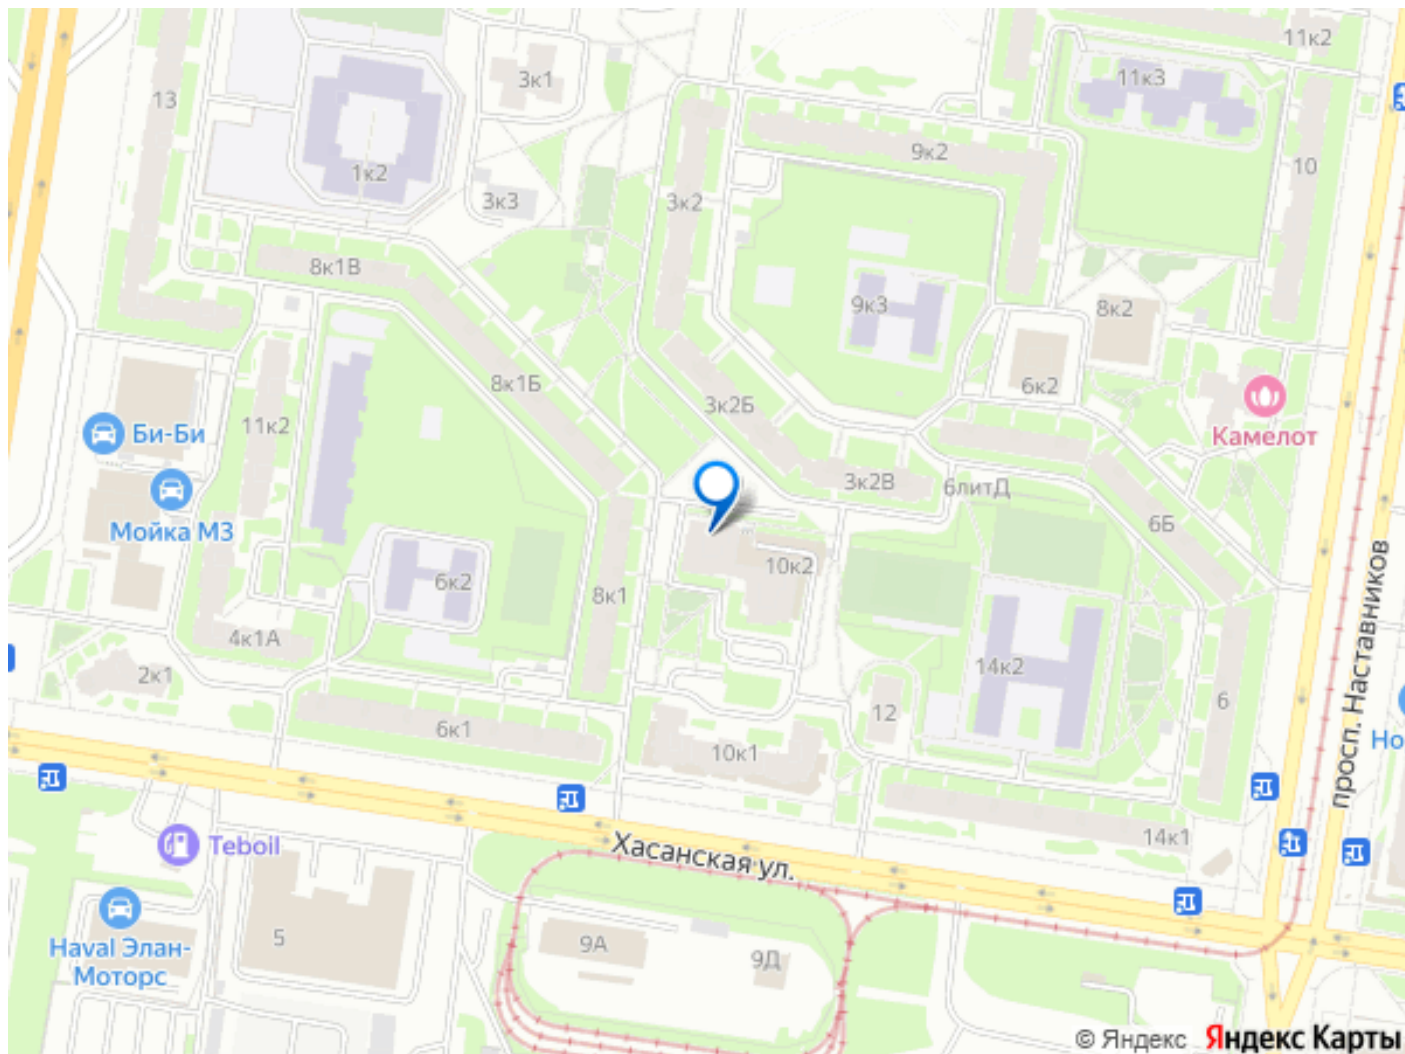 11к2
3к1
11к3
13
9к2
1к2
10
3к3
3к2
8к1В
9к3
8к2
8к1Б
6к2
3к2Б
11к2
Би-Би
Камелот
3к2В
6литД
Мойка М3
6Б
10к2
6к2
8к1
просп. Наставников
4к1А
14к2
2к1
6
12
6к1
10к1
Но
14к1
Teboil
Хасанская ул.
5
9А
9Д
Haval Элан-
Моторс
© Яндекс Яндекс Карты